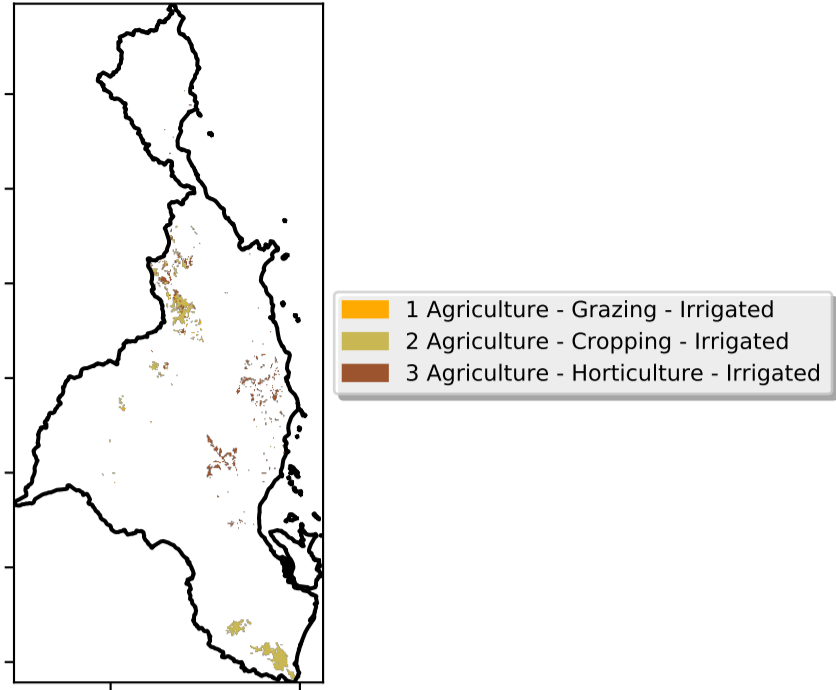 1 Agriculture - Grazing - Irrigated
2 Agriculture - Cropping - Irrigated
3 Agriculture - Horticulture - Irrigated